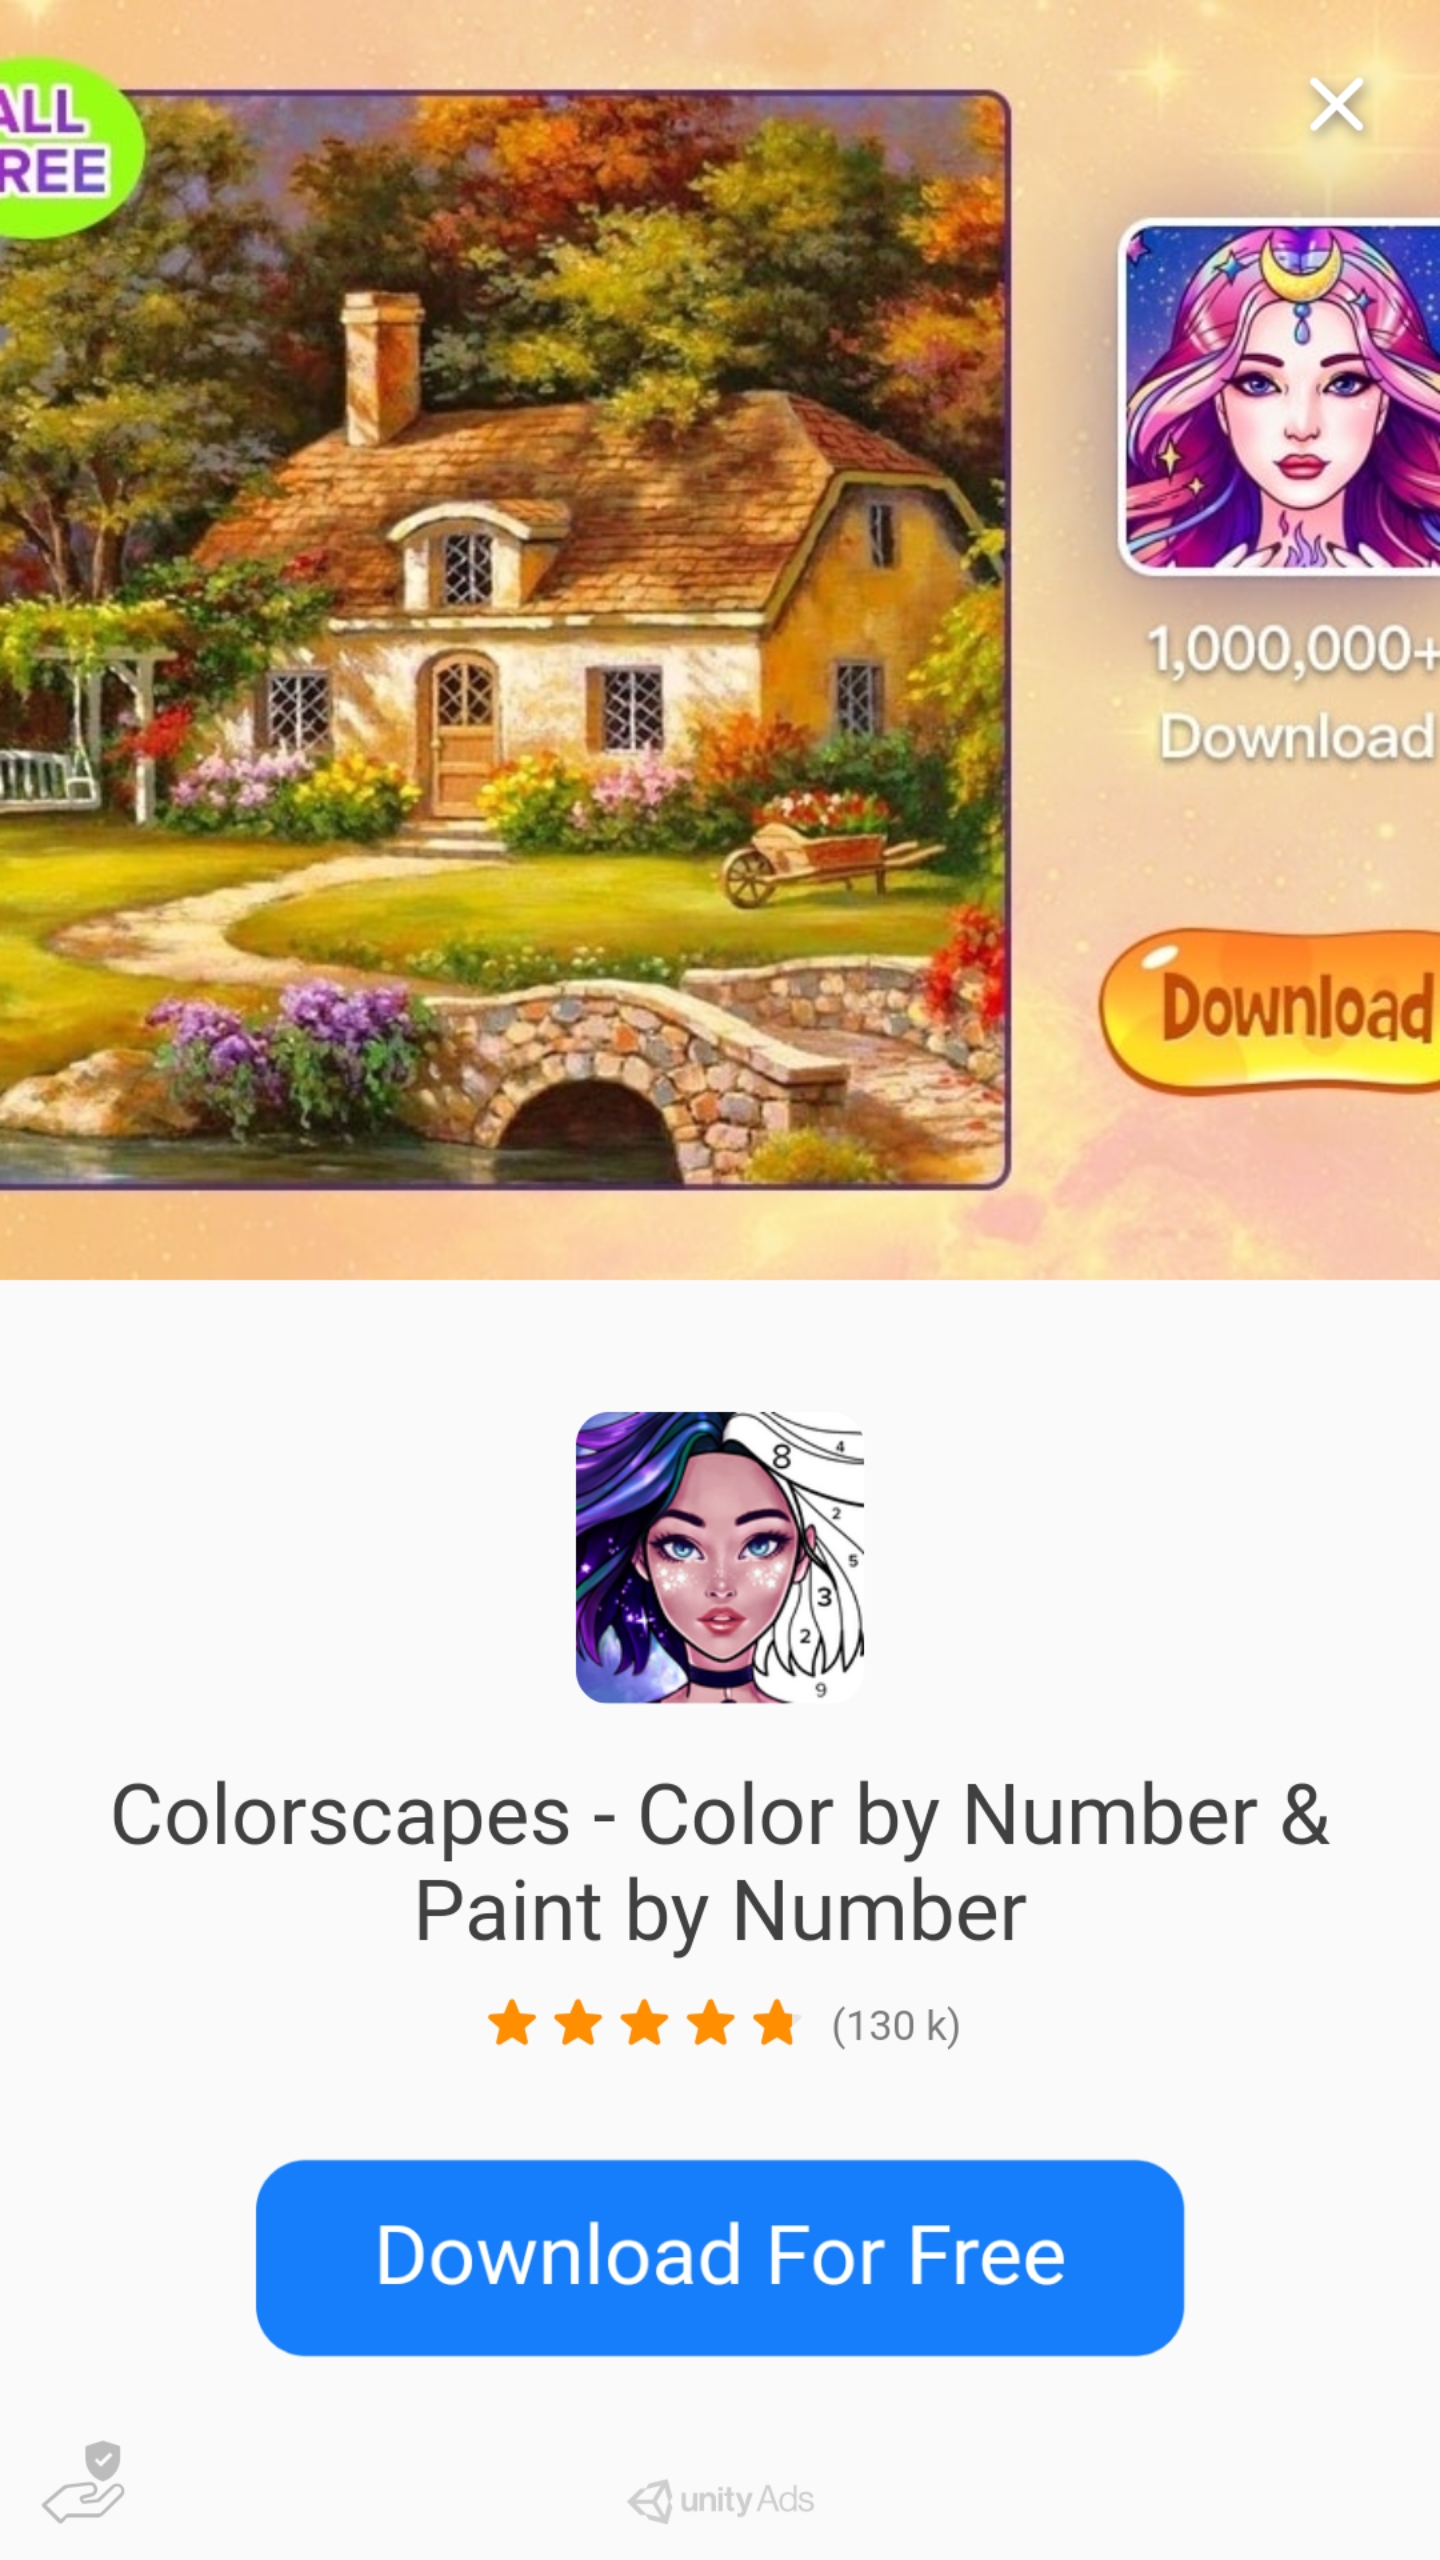 ALL
REE
1,000,000+
Download
Download
8
4
2
5
3
2
9
Colorscapes - Color by Number &
Paint by Number
(130 k)
Download For Free
unity Ads